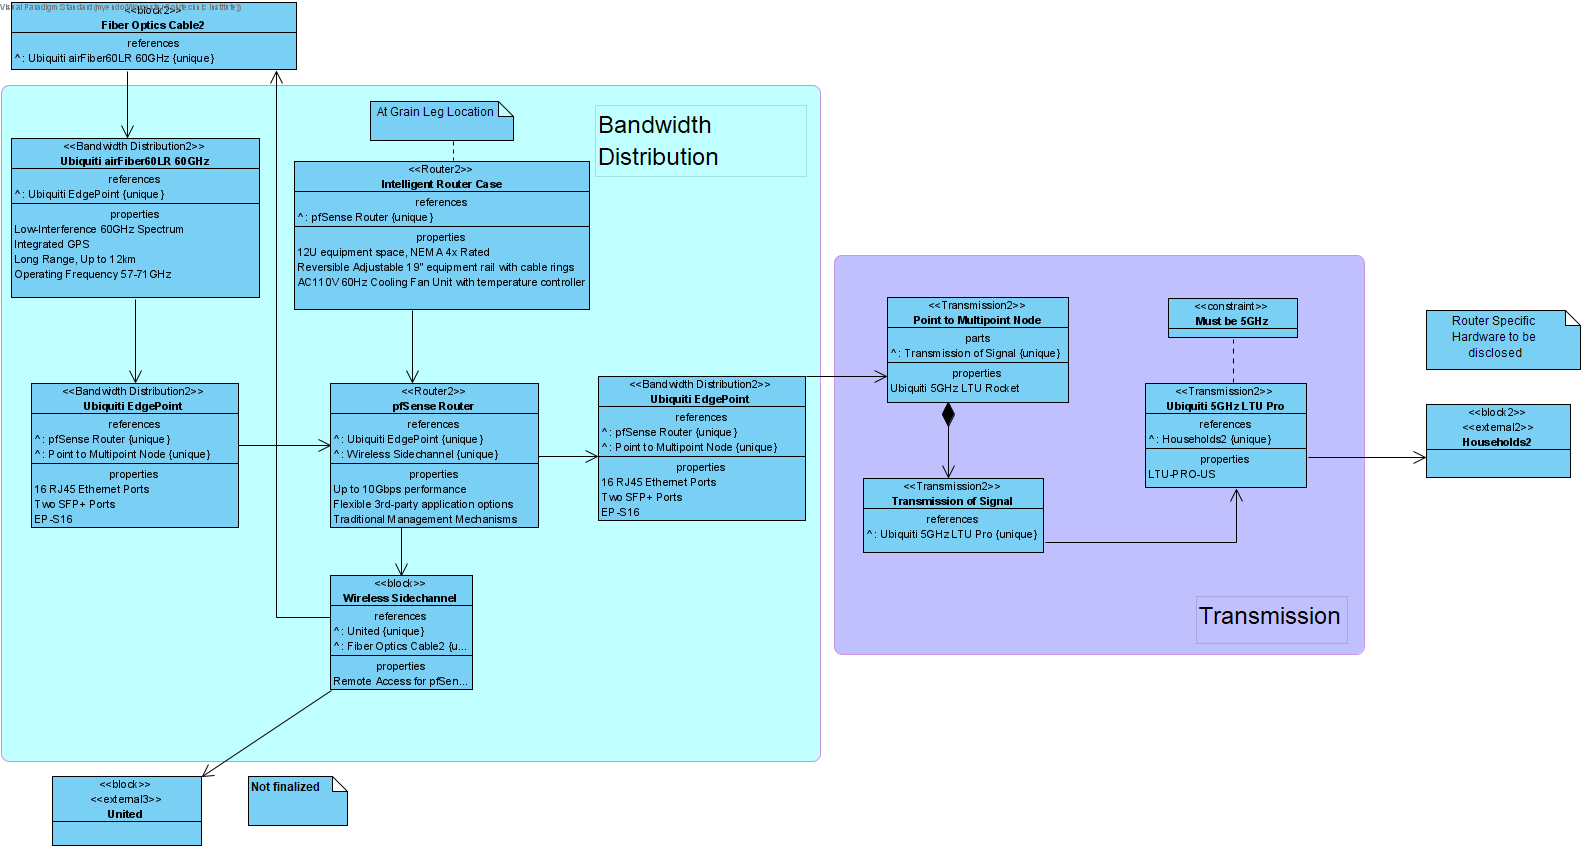 Visual Paradigm Standard
<<block2>>
Fiber Optics Cable2
references
^ : Ubiquiti airFiber60LR 60GHz {unique}
At Grain Leg Location
Bandwidth
Distribution
<<Bandwidth Distribution2>>
Ubiquiti airFiber60LR 60GHz
references
^ : Ubiquiti EdgePoint {unique}
properties
Low-Interference 60GHz Spectrum
Integrated GPS
Long Range, Up to 12km
Operating Frequency 57-71GHz
<<Router2>>
Intelligent Router Case
references
^ : pfSense Router {unique}
properties
12U equipment space, NEMA 4x Rated
Reversible Adjustable 19" equipment rail with cable rings
AC110V 60Hz Cooling Fan Unit with temperature controller
<<Bandwidth Distribution2>>
Ubiquiti EdgePoint
references
^ : pfSense Router {unique}
^ : Point to Multipoint Node {unique}
properties
16 RJ45 Ethernet Ports
Two SFP+ Ports
EP-S16
<<Router2>>
pfSense Router
references
^ : Ubiquiti EdgePoint {unique}
^ : Wireless Sidechannel {unique}
properties
Up to 10Gbps performance
Flexible 3rd-party application options
Traditional Management Mechanisms
<<Bandwidth Distribution2>>
Ubiquiti EdgePoint
references
^ : pfSense Router {unique}
^ : Point to Multipoint Node {unique}
properties
16 RJ45 Ethernet Ports
Two SFP+ Ports
EP-S16
<<block>>
Wireless Sidechannel
references
^ : United {unique}
^ : Fiber Optics Cable2 {u...
properties
Remote Access for pfSen...
<<block>>
<<external3>>
United
Not finalized
<<Transmission2>>
Point to Multipoint Node
parts
^ : Transmission of Signal {unique}
properties
Ubiquiti 5GHz LTU Rocket
<<constraint>>
Must be 5GHz
<<Transmission2>>
Ubiquiti 5GHz LTU Pro
references
^ : Households2 {unique}
properties
LTU-PRO-US
<<Transmission2>>
Transmission of Signal
references
^ : Ubiquiti 5GHz LTU Pro {unique}
Transmission
Router Specific
Hardware to be
disclosed
<<block2>>
<<external2>>
Households2